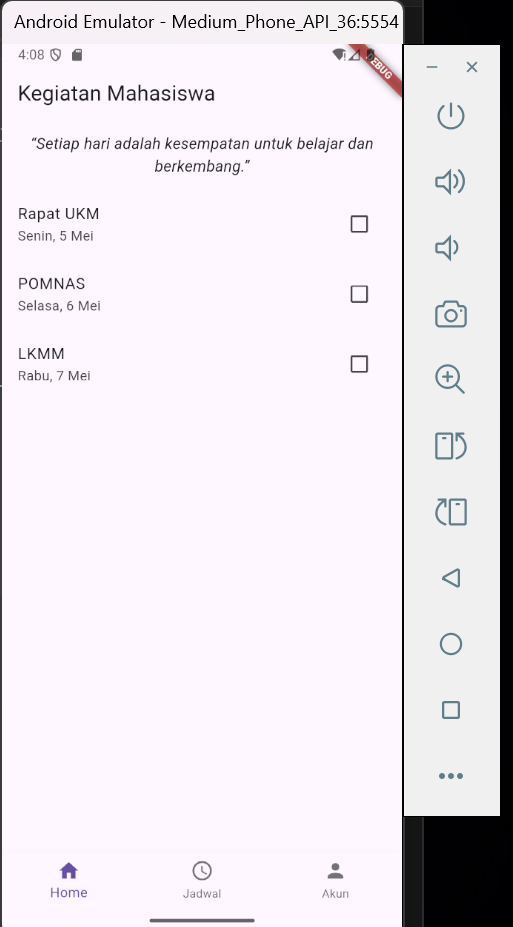 Android Emulator - Medium_Phone_API_36:5554
4:08
Kegiatan Mahasiswa
“Setiap hari adalah kesempatan untuk belajar dan
berkembang.”
Rapat UKM
Senin, 5 Mei
POMNAS
Selasa, 6 Mei
LKMM
Rabu, 7 Mei
Home
Jadwal
Akun